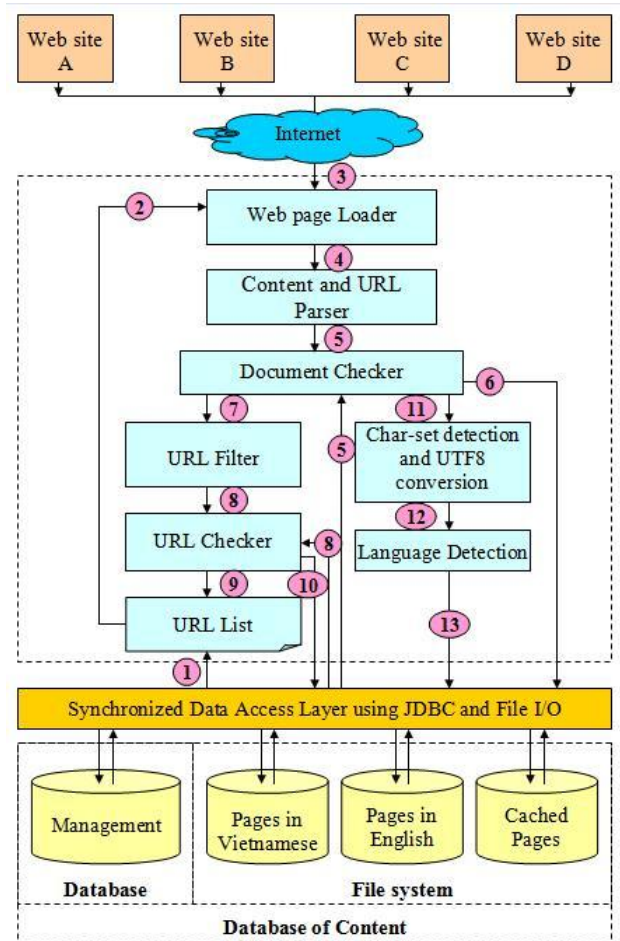 Web site
A
Web site
B
Web site
C
Web site
D
Internet
3
2
Web page Loader
4
Content and URL
Parser
5
Document Checker
6
7
11
URL Filter
5
Char-set detection
and UTF8
conversion
8
12
URL Checker
8
Language Detection
9
10
URL List
13
1
Synchronized Data Access Layer using JDBC and File I/O
Management
Pages in
Vietnamese
Pages in
English
Cached
Pages
Database
File system
Database of Content